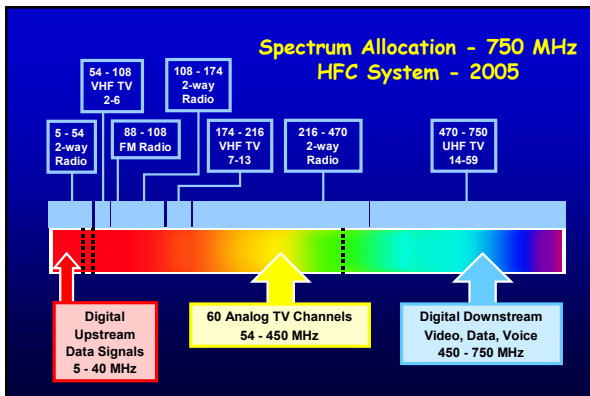 Spectrum Allocation - 750 MHz
HFC System - 2005
54 - 108
VHF TV
2-6
108 - 174
2-way
Radio
5 - 54
2-way
Radio
88 - 108
FM Radio
174 - 216
VHF TV
7-13
216 - 470
2-way
Radio
470 - 750
UHF TV
14-59
Digital
Upstream
Data Signals
5 - 40 MHz
60 Analog TV Channels
54 - 450 MHz
Digital Downstream
Video, Data, Voice
450 - 750 MHz